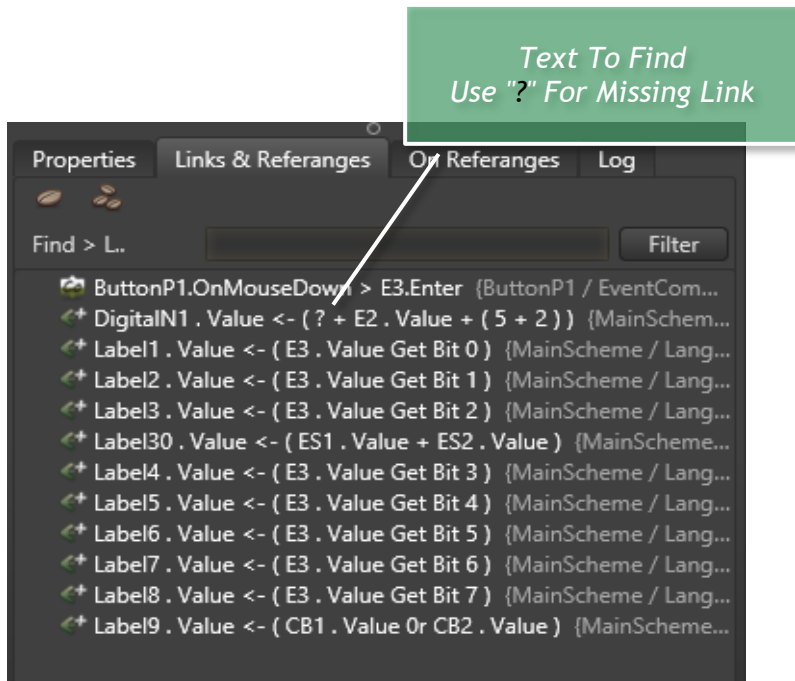 Text To Find
Use "?" For Missing Link
Properties Links & Referanges On Referanges Log
Find > L.. Filter
ButtonP1.OnMouseDown > E3.Enter {ButtonP1 / EventCom...
DigitalN1 . Value <- ( ? + E2 . Value + ( 5 + 2 ) ) {MainSchem...
Label1 . Value <- ( E3 . Value Get Bit 0 ) {MainScheme / Lang...
Label2 . Value <- ( E3 . Value Get Bit 1 ) {MainScheme / Lang...
Label3 . Value <- ( E3 . Value Get Bit 2 ) {MainScheme / Lang...
Label30 . Value <- ( ES1 . Value + ES2 . Value ) {MainScheme...
Label4 . Value <- ( E3 . Value Get Bit 3 ) {MainScheme / Lang...
Label5 . Value <- ( E3 . Value Get Bit 4 ) {MainScheme / Lang...
Label6 . Value <- ( E3 . Value Get Bit 5 ) {MainScheme / Lang...
Label7 . Value <- ( E3 . Value Get Bit 6 ) {MainScheme / Lang...
Label8 . Value <- ( E3 . Value Get Bit 7 ) {MainScheme / Lang...
Label9 . Value <- ( CB1 . Value 0r CB2 . Value ) {MainScheme...